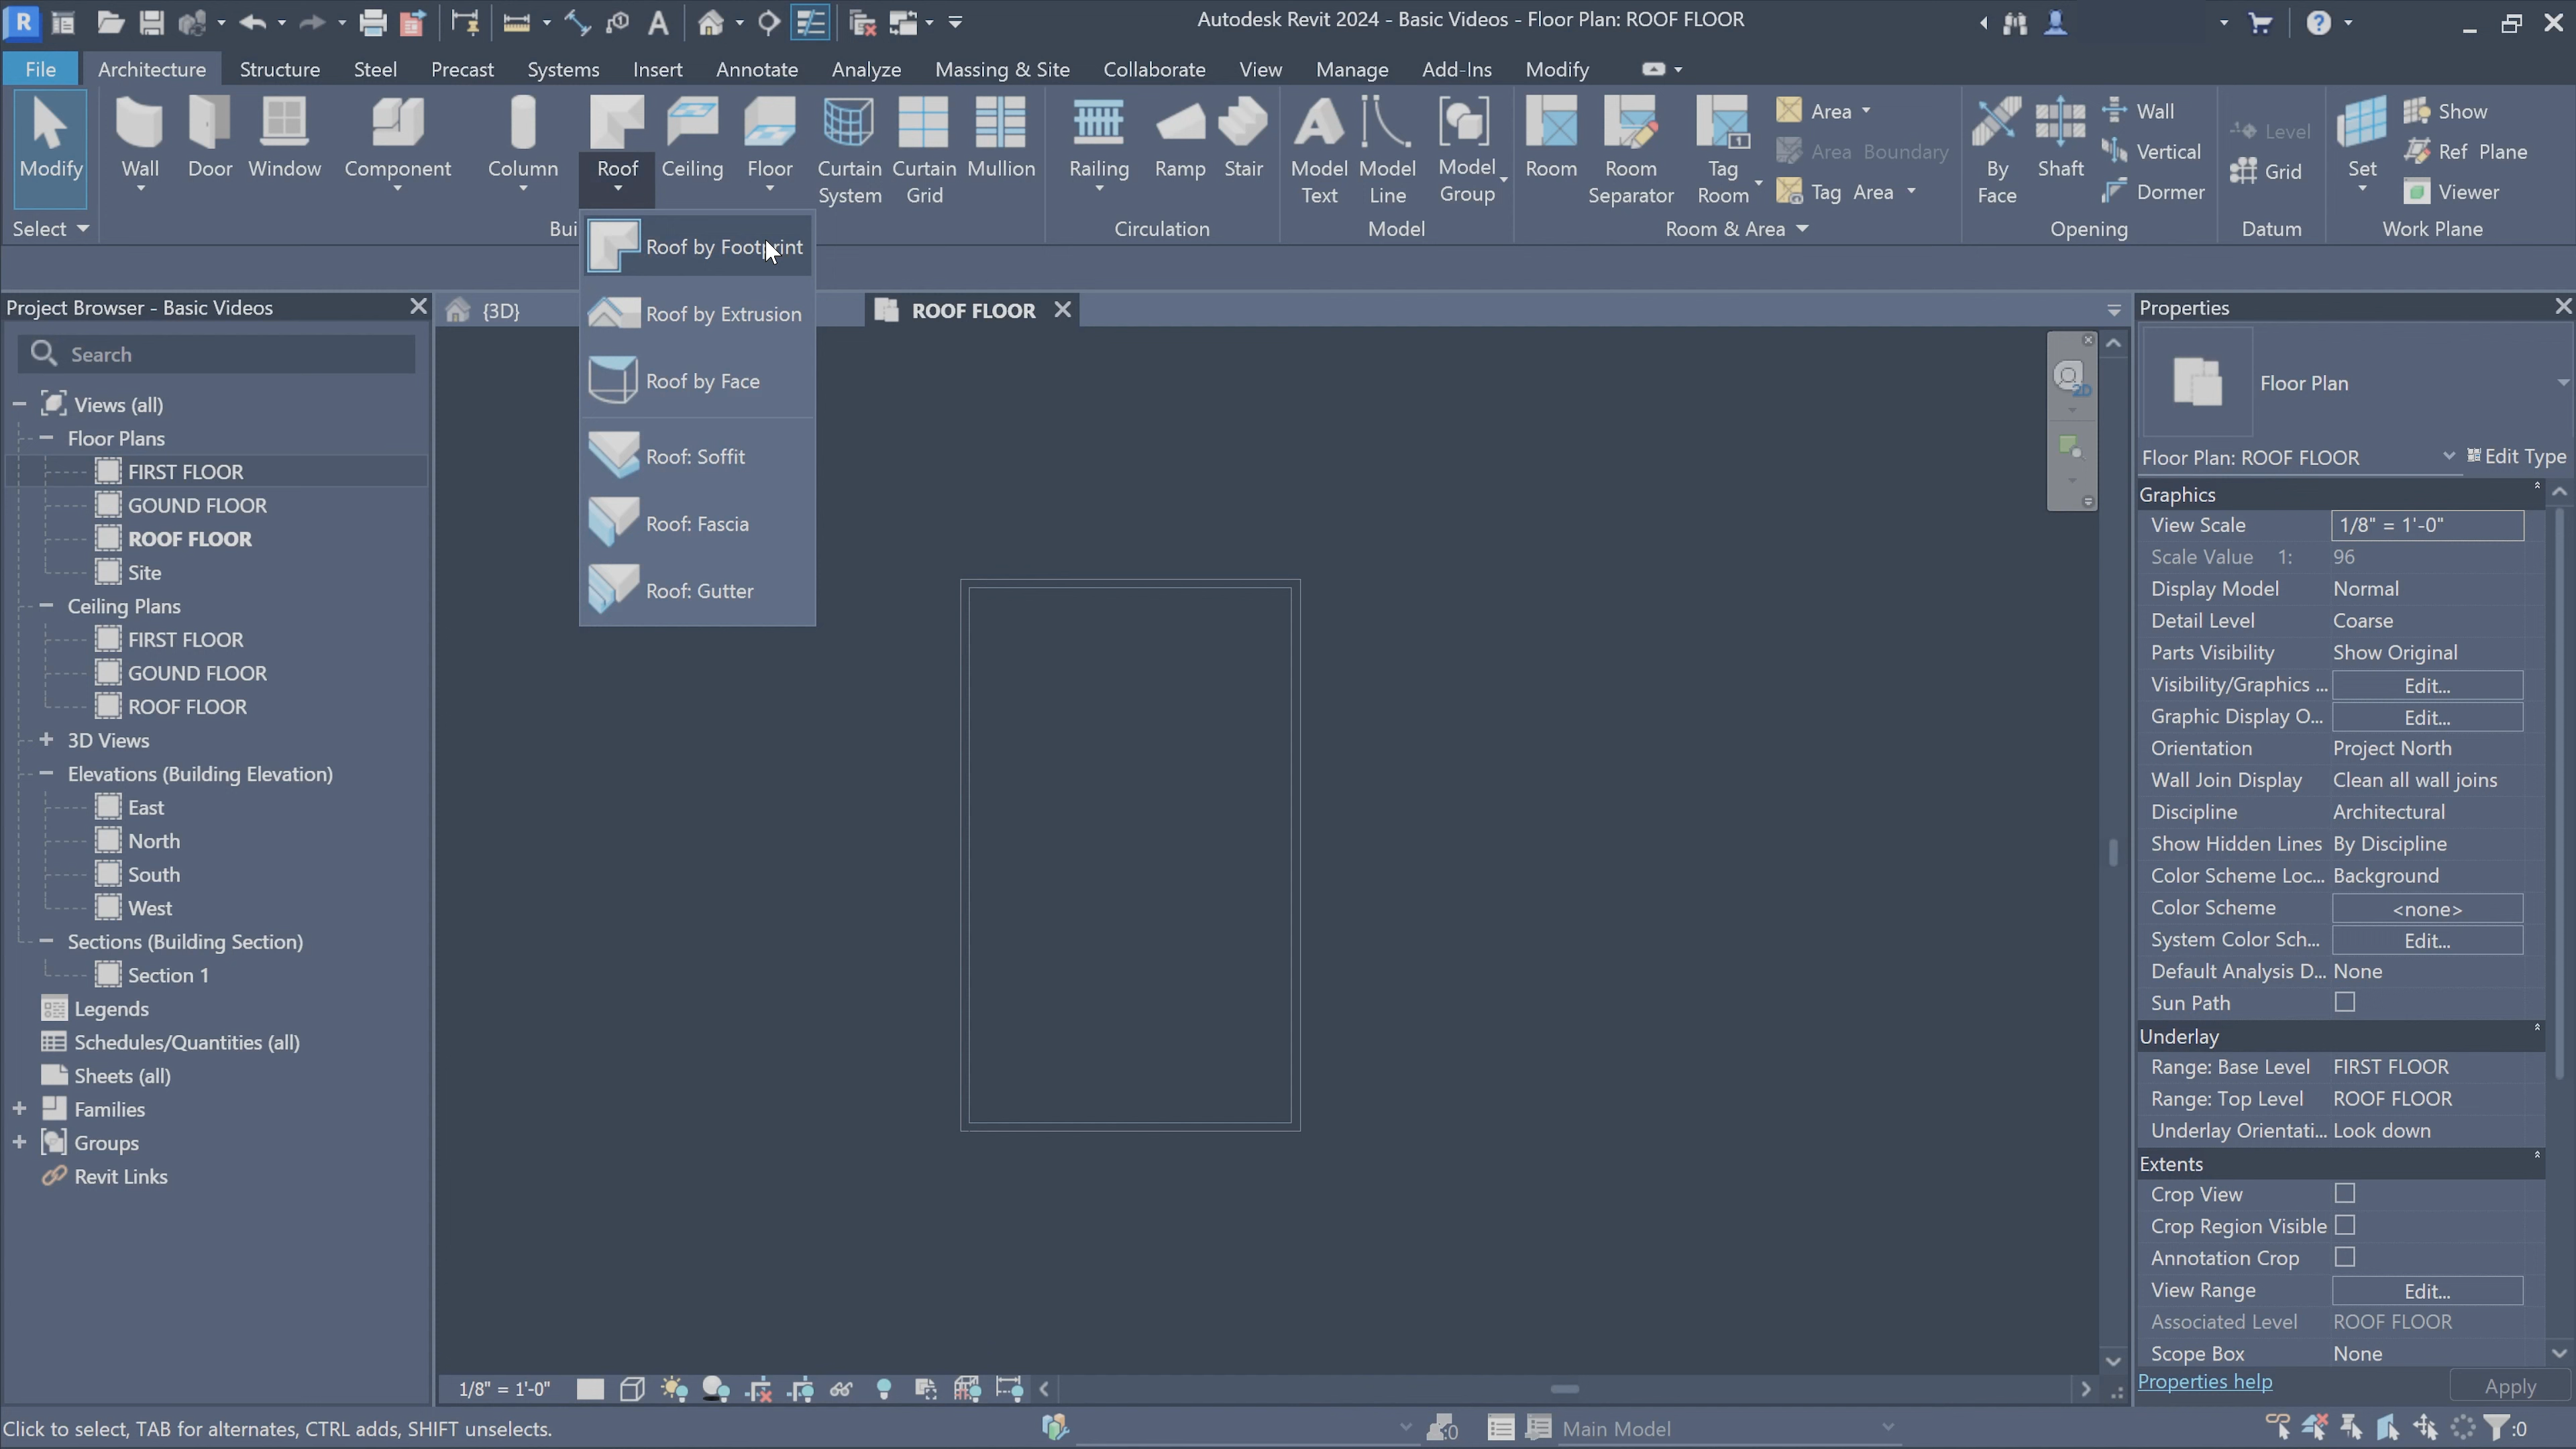 Autodesk Revit 2024 - Basic Videos - Floor Plan: ROOF FLOOR
File Architecture Structure Steel Precast Systems Insert Annotate Analyze Massing & Site Collaborate View Manage Add-Ins Modify
Modify
Select
Wall
Door
Window
Component
Column
Roof
Ceiling
Floor
Curtain
System
Curtain
Grid
Mullion
Bui
Railing
Ramp
Stair
Circulation
Model
Text
Model
Line
Model
Group
Model
Room
Room
Separator
Tag
Room
1
Area
Area Boundary
Tag Area
Room & Area
By
Face
Shaft
Wall
Vertical
Dormer
Opening
Level
Grid
Datum
Set
Show
Ref Plane
Viewer
Work Plane
Roof by Footprint
Roof by Extrusion
Roof by Face
Roof: Soffit
Roof: Fascia
Roof: Gutter
Project Browser - Basic Videos
Search
Views (all)
Floor Plans
FIRST FLOOR
GOUND FLOOR
ROOF FLOOR
Site
Ceiling Plans
FIRST FLOOR
GOUND FLOOR
ROOF FLOOR
3D Views
Elevations (Building Elevation)
East
North
South
West
Sections (Building Section)
Section 1
Legends
Schedules/Quantities (all)
Sheets (all)
Families
Groups
Revit Links
{3D}
ROOF FLOOR
2D
Properties
Floor Plan
Floor Plan: ROOF FLOOR Edit Type
Graphics
View Scale 1/8" = 1'-0"
Scale Value 1: 96
Display Model Normal
Detail Level Coarse
Parts Visibility Show Original
Visibility/Graphics ... Edit...
Graphic Display O... Edit...
Orientation Project North
Wall Join Display Clean all wall joins
Discipline Architectural
Show Hidden Lines By Discipline
Color Scheme Loc... Background
Color Scheme <none>
System Color Sch... Edit...
Default Analysis D... None
Sun Path
Underlay
Range: Base Level FIRST FLOOR
Range: Top Level ROOF FLOOR
Underlay Orientati... Look down
Extents
Crop View
Crop Region Visible
Annotation Crop
View Range Edit...
Associated Level ROOF FLOOR
Scope Box None
Properties help Apply
1/8" = 1'-0"
Click to select, TAB for alternates, CTRL adds, SHIFT unselects.
:0
Main Model
:0